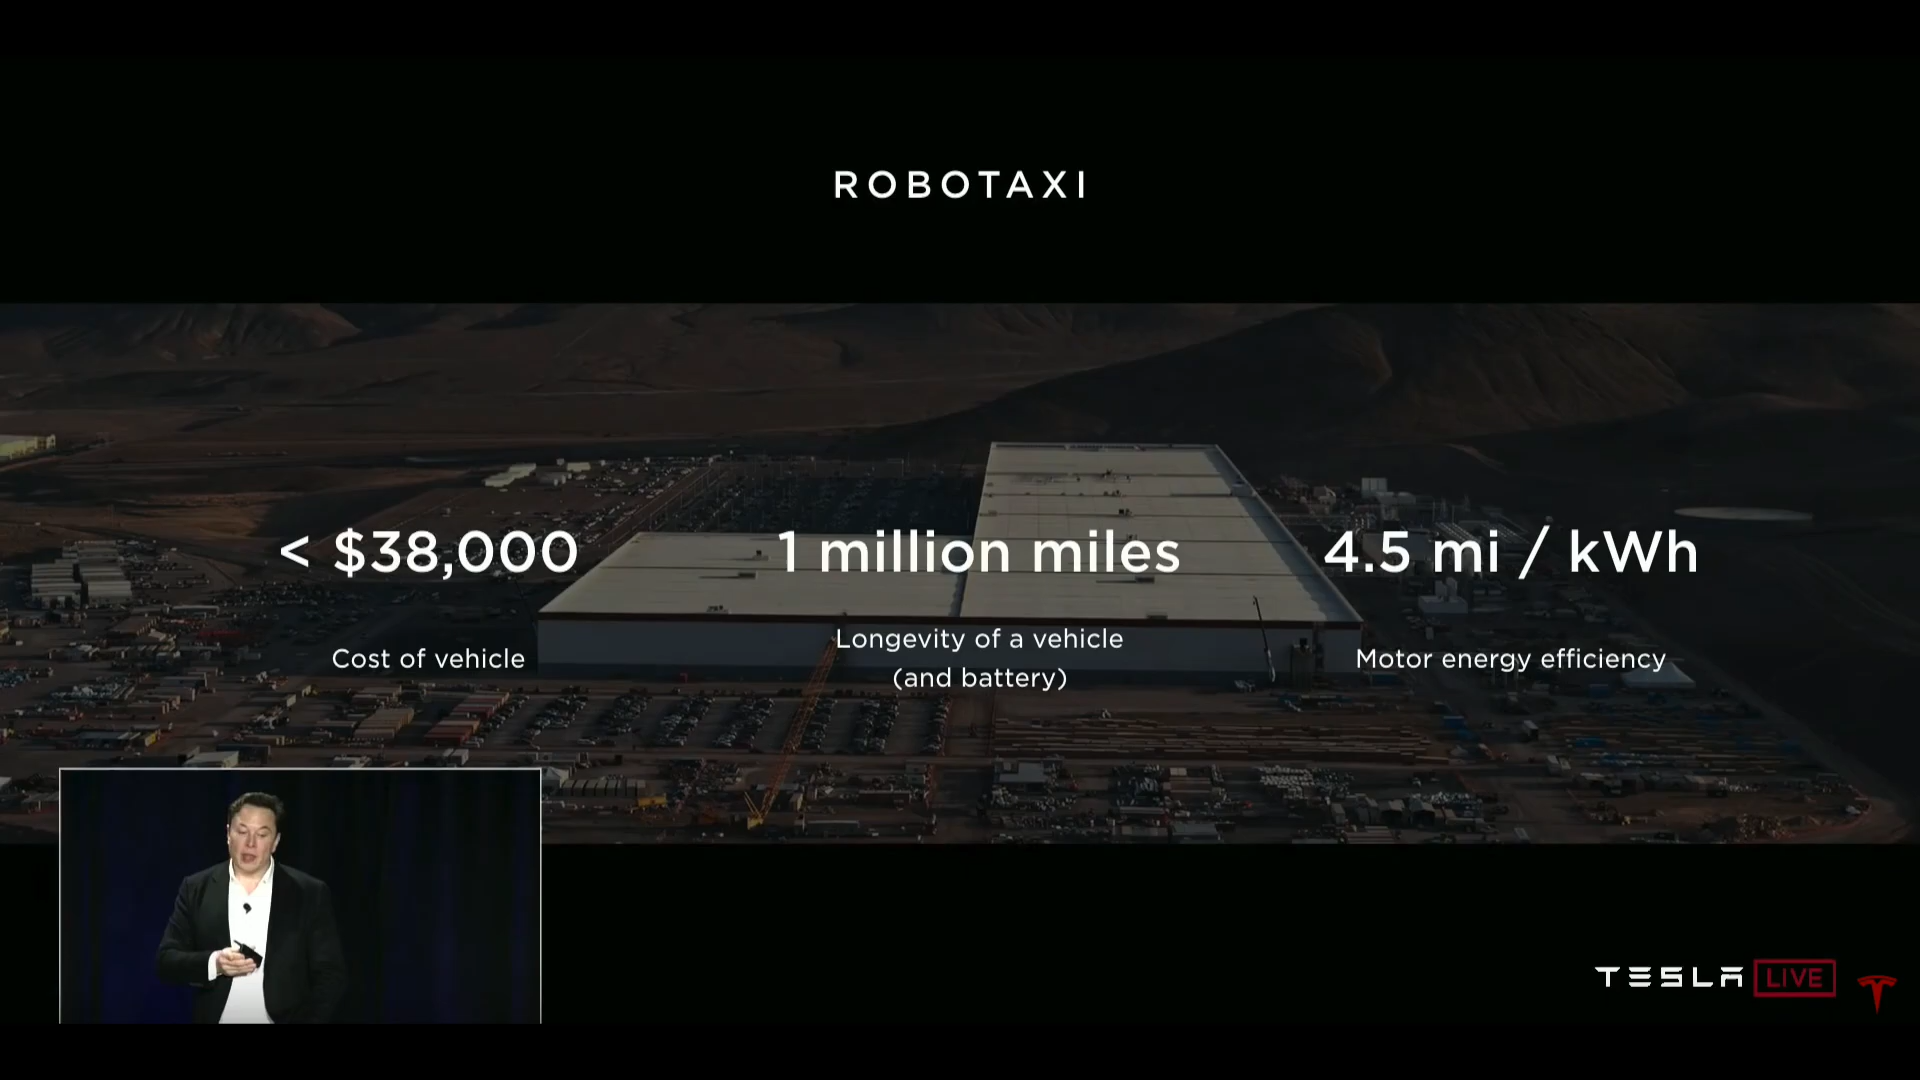 ROBOTAXI
< $38,000
1 million miles
4.5 mi / kWh
Cost of vehicle
Longevity of a vehicle
(and battery)
Motor energy efficiency
TESLA LIVE